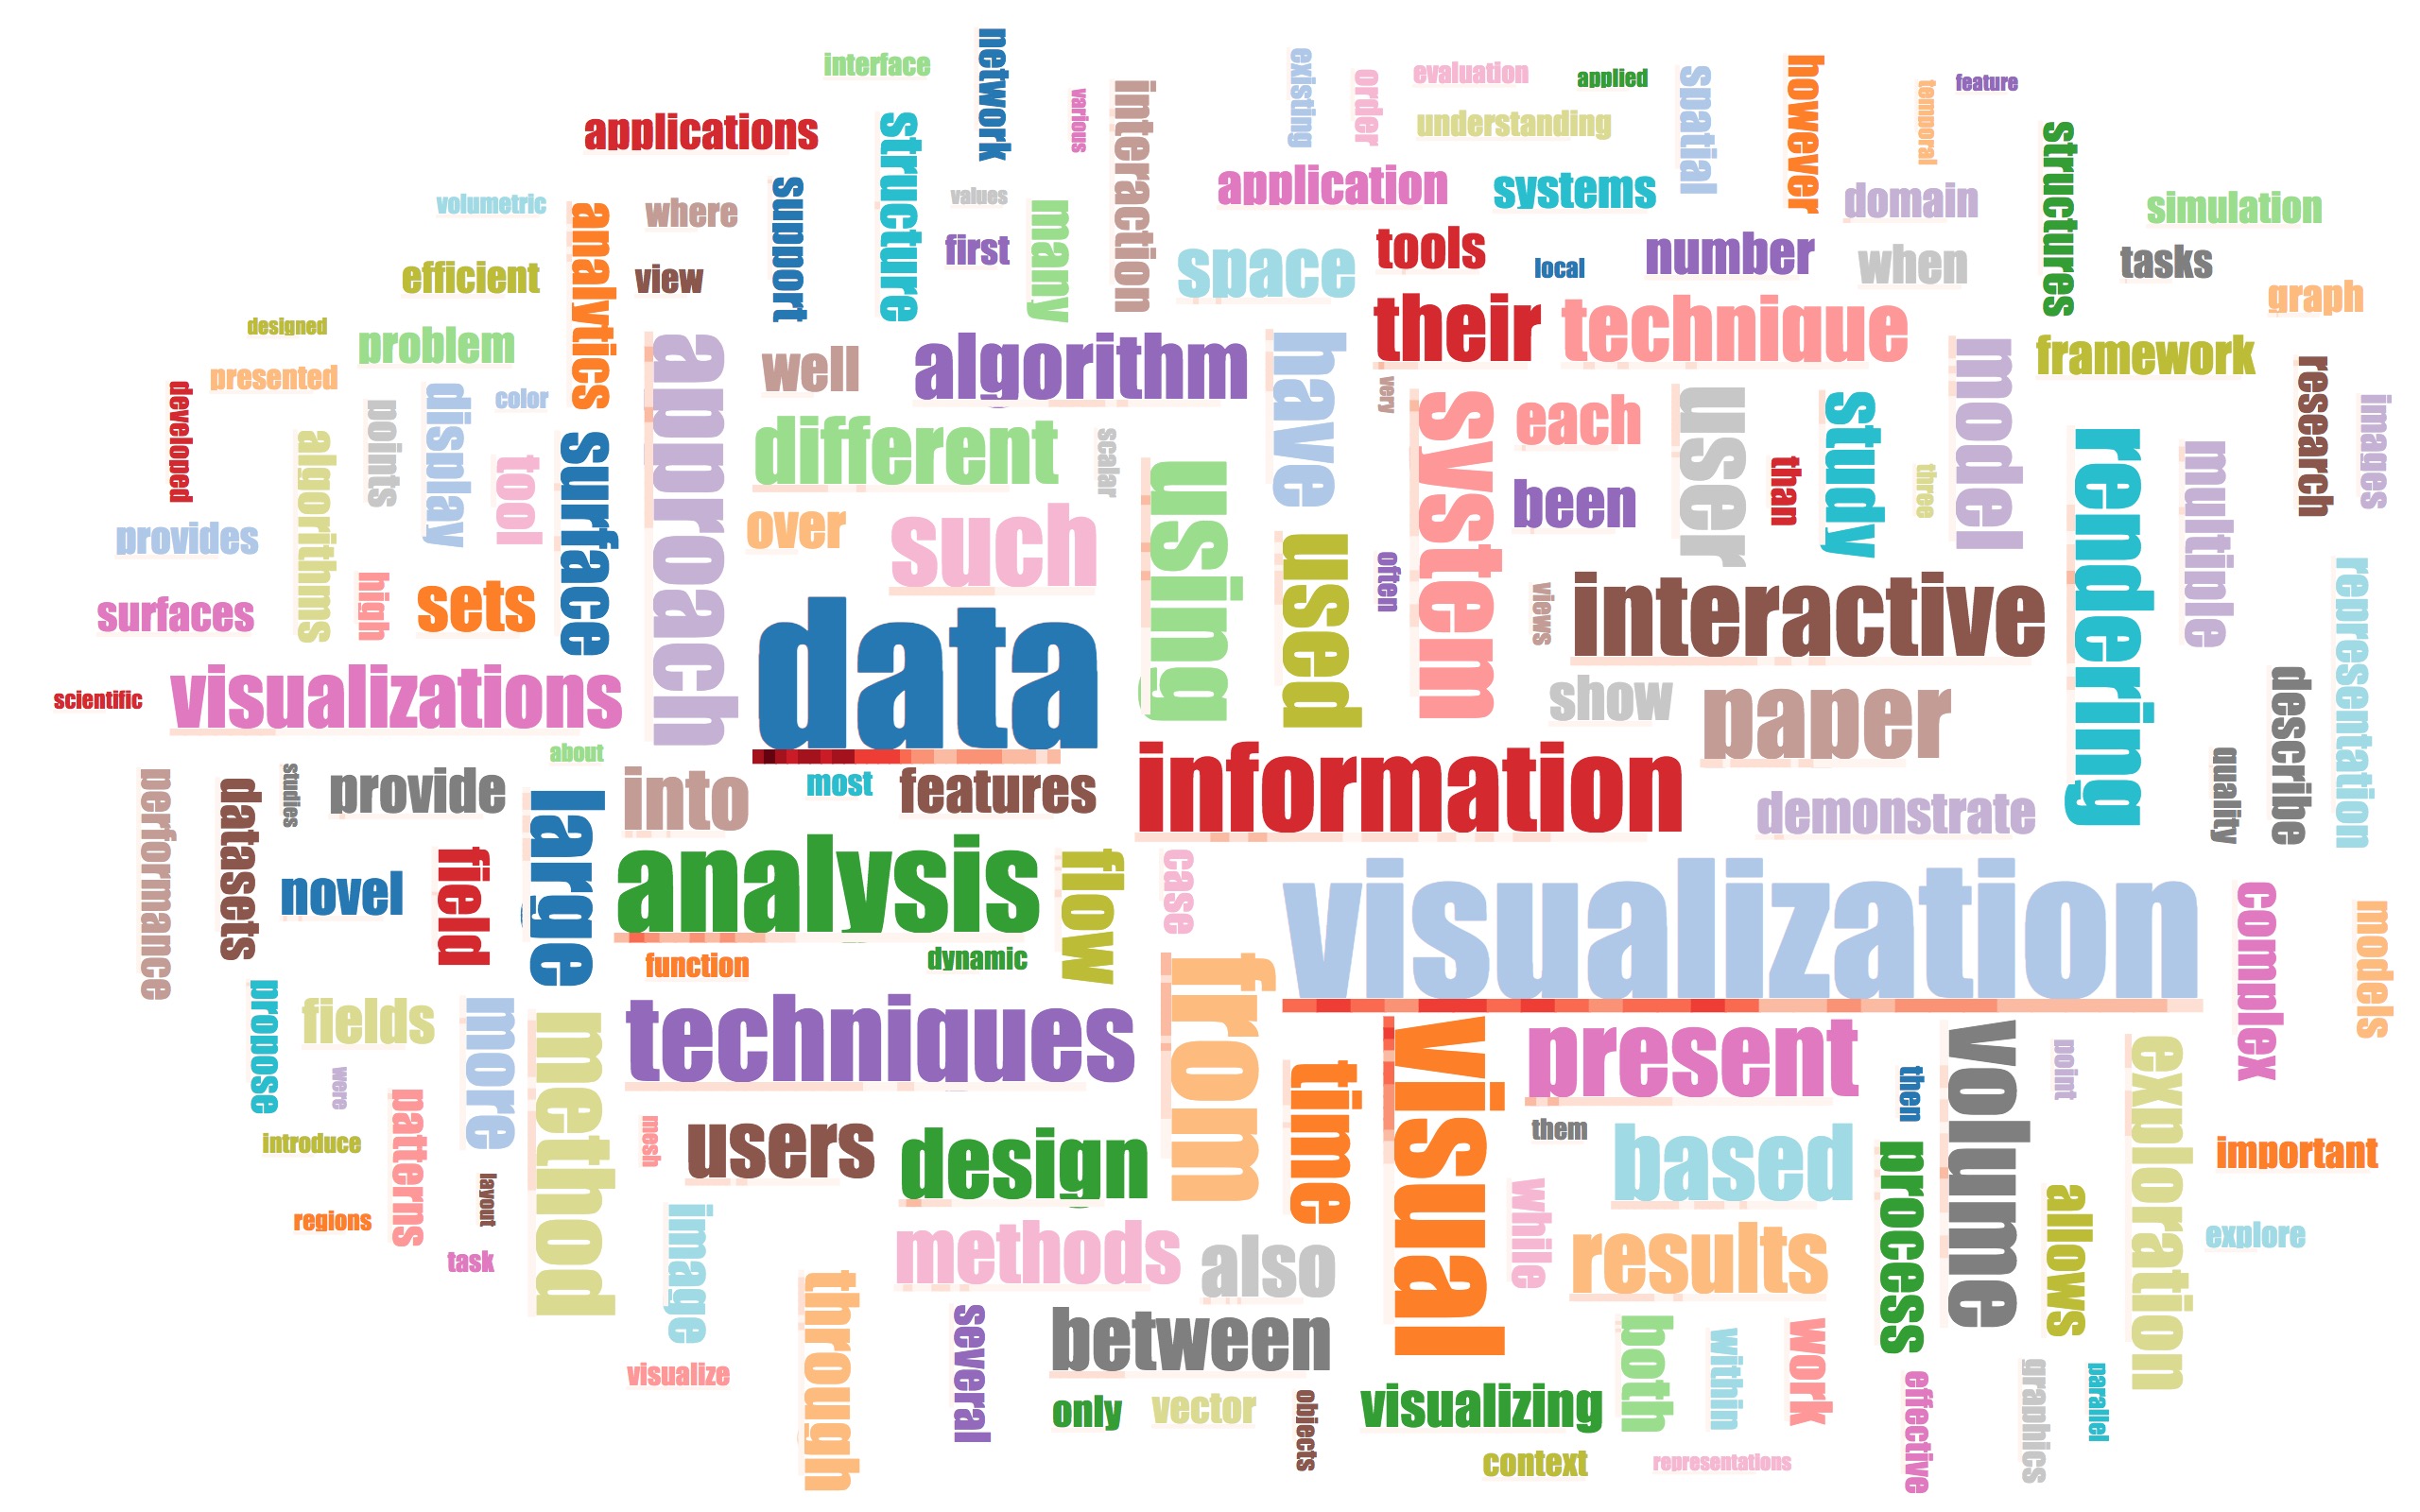 network
interface
existing
order
evaluation
applied
spatial
however
temporal
feature
various
interaction
applications
structure
understanding
structures
support
application
systems
domain
simulation
volumetric
analytics
where
values
many
first
space
tools
local
number
when
tasks
efficient
view
graph
designed
problem
approach
well
algorithm
have
their
technique
model
framework
research
presented
developed
points
display
color
very
system
each
user
study
images
algorithms
tool
surface
different
scalar
using
been
than
three
rendering
multiple
provides
over
such
used
often
views
interactive
representation
surfaces
high
sets
data
show
paper
describe
scientific
visualizations
about
information
quality
performance
datasets
studies
provide
large
into
most
features
demonstrate
novel
field
analysis
flow
case
visualization
complex
models
function
dynamic
from
propose
fields
more
method
techniques
time
visual
present
then
volume
point
exploration
were
introduce
patterns
layout
mesh
users
design
them
based
process
important
regions
task
image
methods
also
while
results
allows
explore
through
several
between
both
within
work
visualize
only
vector
objects
visualizing
effective
graphics
parallel
context
representations